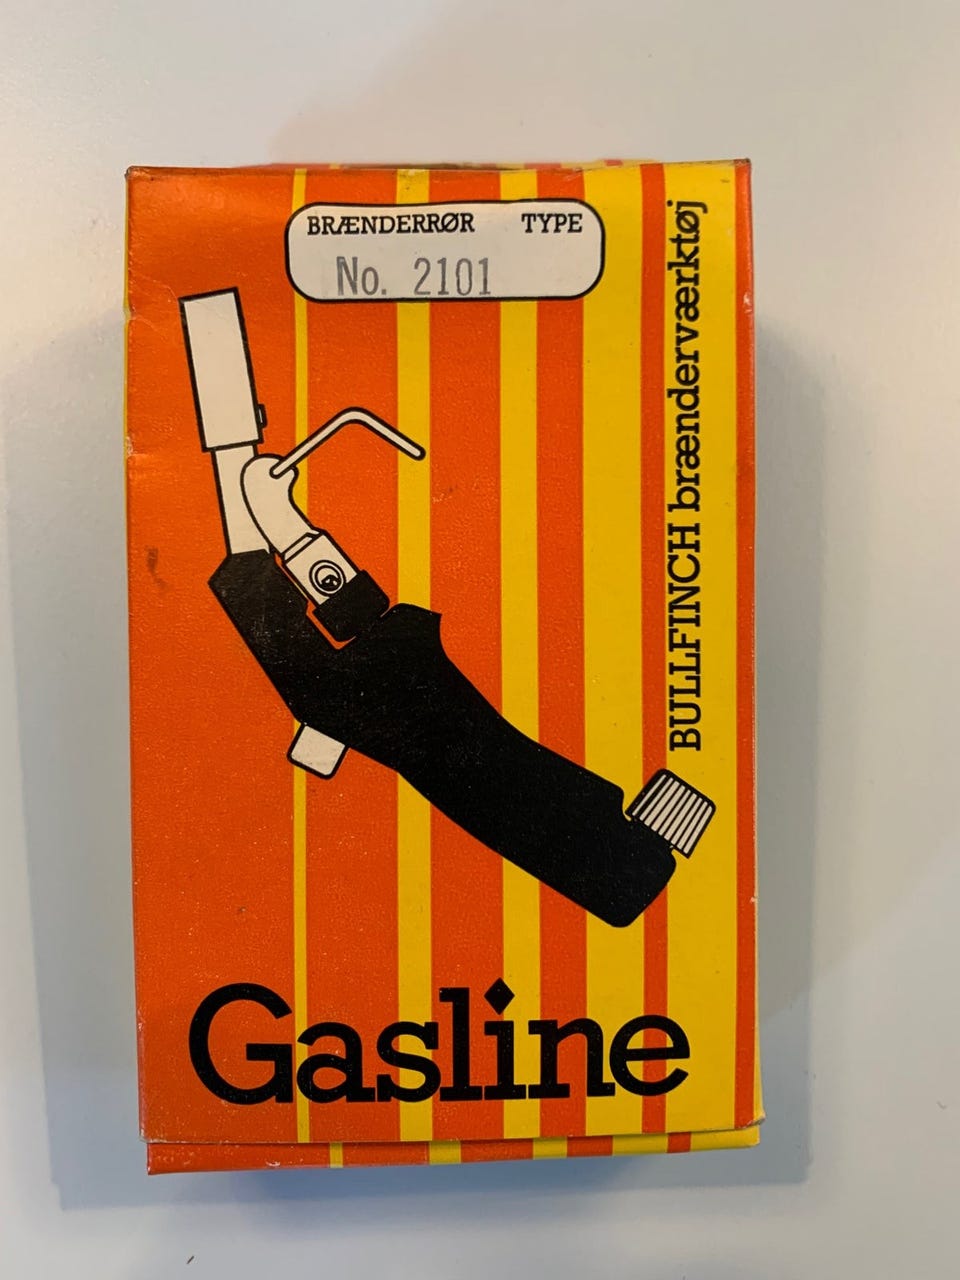 BRÆNDERRØR TYPE
No. 2101
BULLFINCH brænderværktøj
Gasline